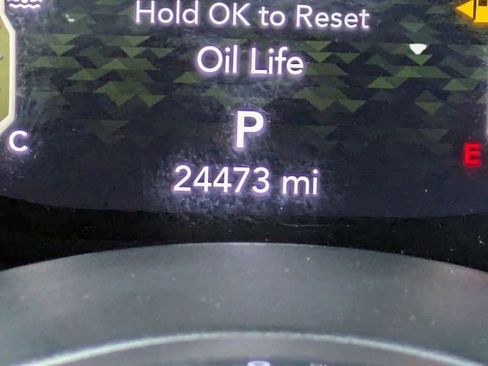 Hold OK to Reset
Oil Life
P
C
E
24473 mi